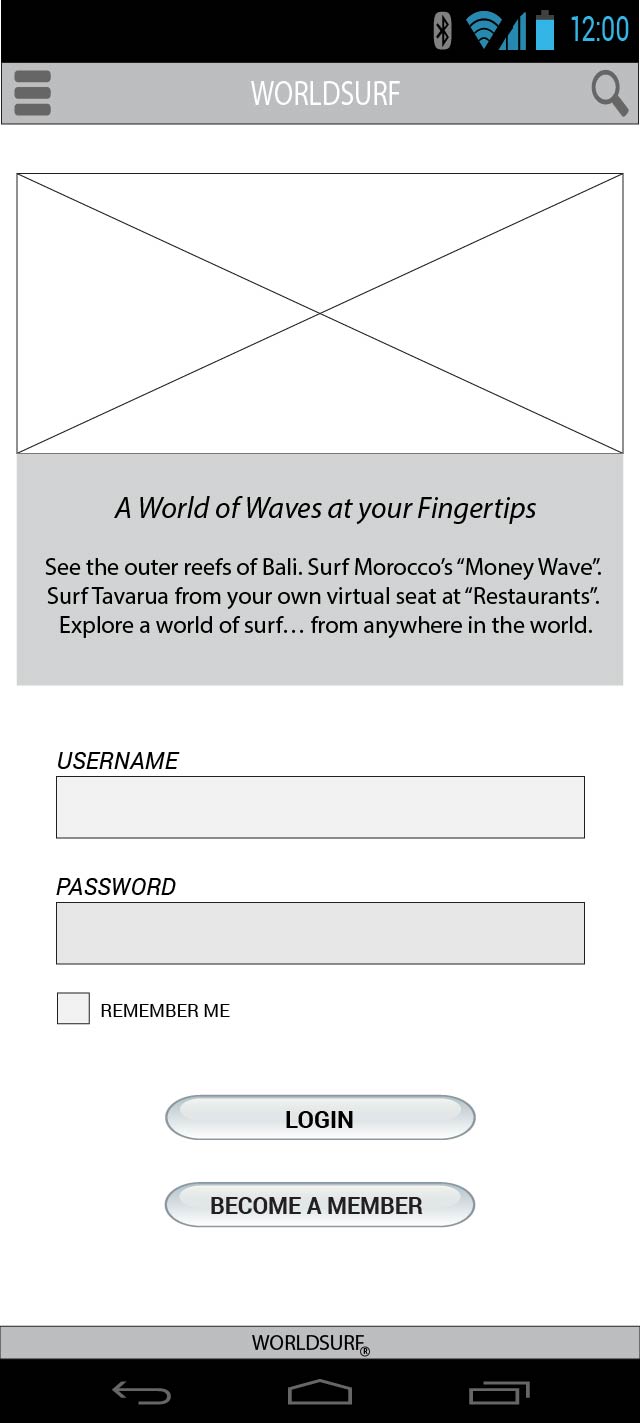 12:00
WORLDSURF
A World of Waves at your Fingertips
See the outer reefs of Bali. Surf Morocco’s “Money Wave”.
Surf Tavarua from your own virtual seat at “Restaurants”.
Explore a world of surf… from anywhere in the world.
USERNAME
PASSWORD
REMEMBER ME
LOGIN
BECOME A MEMBER
WORLDSURF®